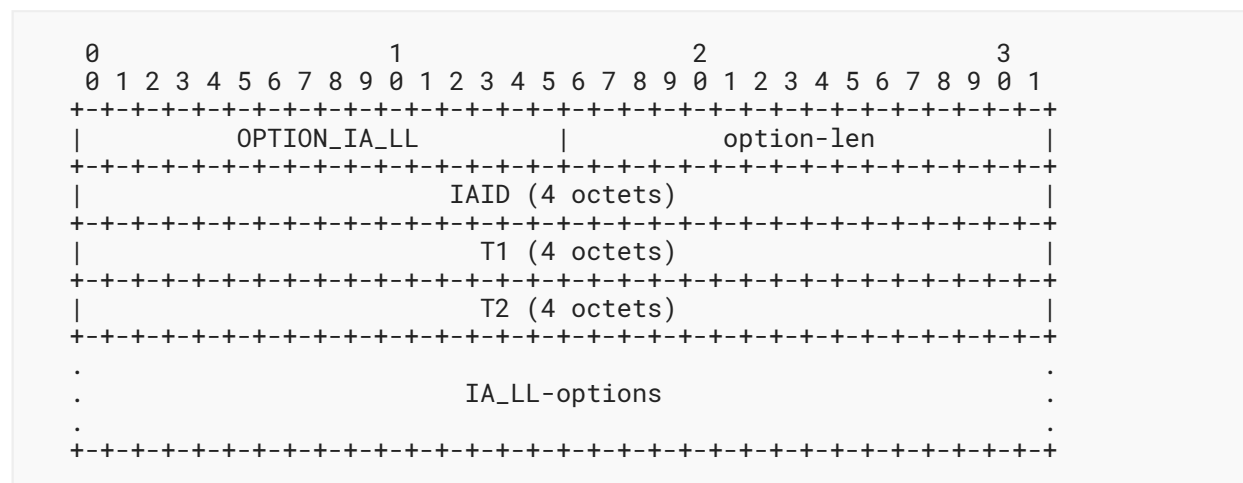 0                   1                   2                   3
 0 1 2 3 4 5 6 7 8 9 0 1 2 3 4 5 6 7 8 9 0 1 2 3 4 5 6 7 8 9 0 1
+-+-+-+-+-+-+-+-+-+-+-+-+-+-+-+-+-+-+-+-+-+-+-+-+-+-+-+-+-+-+-+-+
|          OPTION_IA_LL         |          option-len           |
+-+-+-+-+-+-+-+-+-+-+-+-+-+-+-+-+-+-+-+-+-+-+-+-+-+-+-+-+-+-+-+-+
|                        IAID (4 octets)                        |
+-+-+-+-+-+-+-+-+-+-+-+-+-+-+-+-+-+-+-+-+-+-+-+-+-+-+-+-+-+-+-+-+
|                          T1 (4 octets)                        |
+-+-+-+-+-+-+-+-+-+-+-+-+-+-+-+-+-+-+-+-+-+-+-+-+-+-+-+-+-+-+-+-+
|                          T2 (4 octets)                        |
+-+-+-+-+-+-+-+-+-+-+-+-+-+-+-+-+-+-+-+-+-+-+-+-+-+-+-+-+-+-+-+-+
.                                                               .
.                         IA_LL-options                         .
.                                                               .
+-+-+-+-+-+-+-+-+-+-+-+-+-+-+-+-+-+-+-+-+-+-+-+-+-+-+-+-+-+-+-+-+